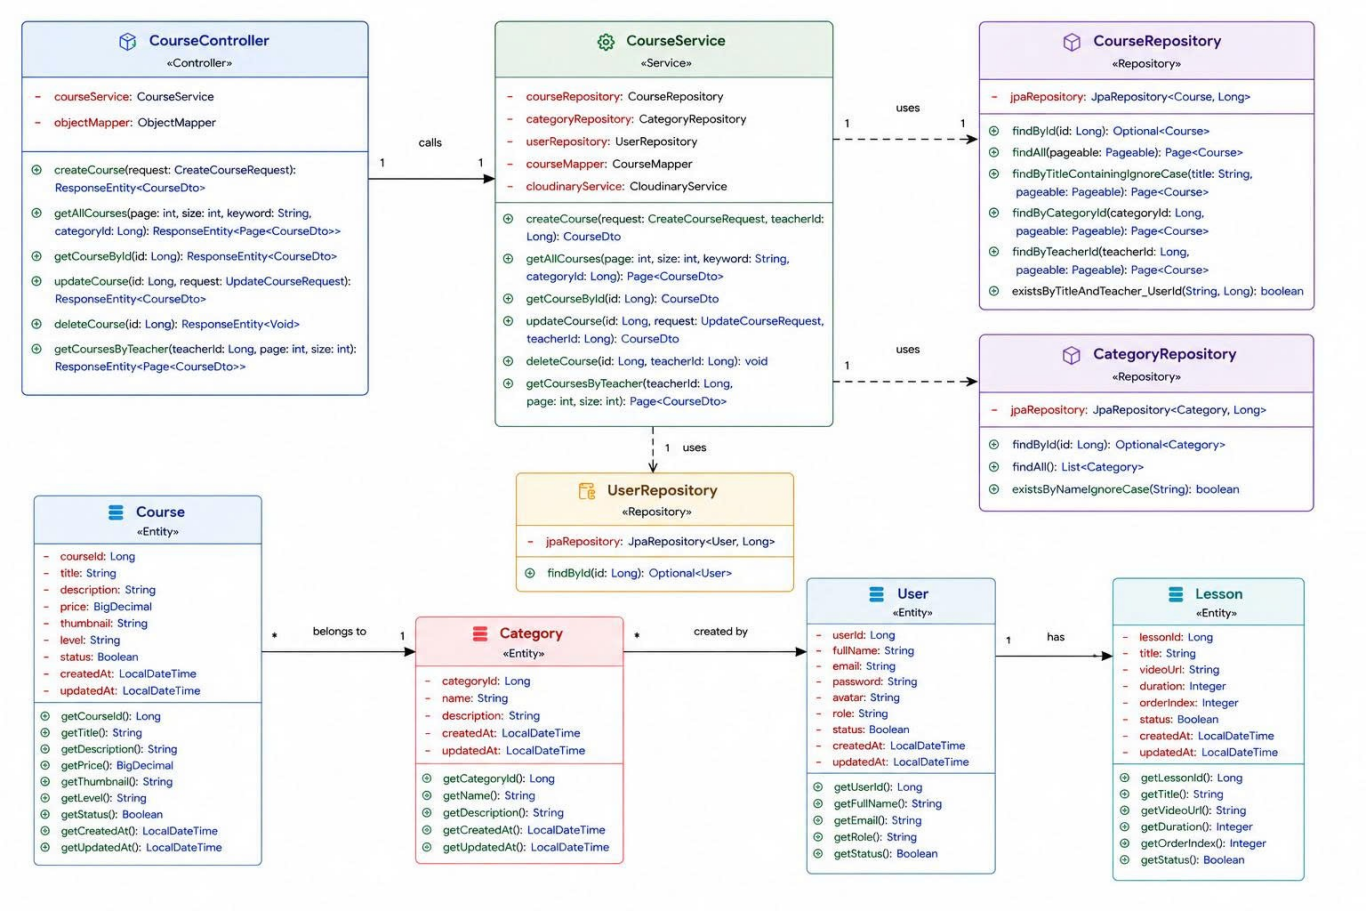 CourseController
«Controller»
- courseService: CourseService
- objectMapper: ObjectMapper
createCourse(request: CreateCourseRequest):
ResponseEntity<CourseDto>
getAllCourses(page: int, size: int, keyword: String,
categoryId: Long): ResponseEntity<Page<CourseDto>>
getCourseById(id: Long): ResponseEntity<CourseDto>
updateCourse(id: Long, request: UpdateCourseRequest):
ResponseEntity<CourseDto>
deleteCourse(id: Long): ResponseEntity<Void>
getCoursesByTeacher(teacherId: Long, page: int, size: int):
ResponseEntity<Page<CourseDto>>
calls
1 1
CourseService
«Service»
- courseRepository: CourseRepository
- categoryRepository: CategoryRepository
- userRepository: UserRepository
- courseMapper: CourseMapper
- cloudinaryService: CloudinaryService
createCourse(request: CreateCourseRequest, teacherId:
Long): CourseDto
getAllCourses(page: int, size: int, keyword: String,
categoryId: Long): Page<CourseDto>
getCourseById(id: Long): CourseDto
updateCourse(id: Long, request: UpdateCourseRequest,
teacherId: Long): CourseDto
deleteCourse(id: Long, teacherId: Long): void
getCoursesByTeacher(teacherId: Long,
page: int, size: int): Page<CourseDto>
uses
1 1
CourseRepository
«Repository»
- jpaRepository: JpaRepository<Course, Long>
findById(id: Long): Optional<Course>
findAll(pageable: Pageable): Page<Course>
findByTitleContainingIgnoreCase(title: String,
pageable: Pageable): Page<Course>
findByCategoryId(categoryId: Long,
pageable: Pageable): Page<Course>
findByTeacherId(teacherId: Long,
pageable: Pageable): Page<Course>
existsByTitleAndTeacher_UserId(String, Long): boolean
uses
1
CategoryRepository
«Repository»
- jpaRepository: JpaRepository<Category, Long>
findById(id: Long): Optional<Category>
findAll(): List<Category>
existsByNameIgnoreCase(String): boolean
1 uses
UserRepository
«Repository»
- jpaRepository: JpaRepository<User, Long>
findById(id: Long): Optional<User>
Course
«Entity»
- courseId: Long
- title: String
- description: String
- price: BigDecimal
- thumbnail: String
- level: String
- status: Boolean
- createdAt: LocalDateTime
- updatedAt: LocalDateTime
getCourseId(): Long
getTitle(): String
getDescription(): String
getPrice(): BigDecimal
getThumbnail(): String
getLevel(): String
getStatus(): Boolean
getCreatedAt(): LocalDateTime
getUpdatedAt(): LocalDateTime
* belongs to 1
Category
«Entity»
- categoryId: Long
- name: String
- description: String
- createdAt: LocalDateTime
- updatedAt: LocalDateTime
getCategoryId(): Long
getName(): String
getDescription(): String
getCreatedAt(): LocalDateTime
getUpdatedAt(): LocalDateTime
* created by
User
«Entity»
- userId: Long
- fullName: String
- email: String
- password: String
- avatar: String
- role: String
- status: Boolean
- createdAt: LocalDateTime
- updatedAt: LocalDateTime
getUserId(): Long
getFullName(): String
getEmail(): String
getRole(): String
getStatus(): Boolean
1 has
Lesson
«Entity»
- lessonId: Long
- title: String
- videoUrl: String
- duration: Integer
- orderIndex: Integer
- status: Boolean
- createdAt: LocalDateTime
- updatedAt: LocalDateTime
getLessonId(): Long
getTitle(): String
getVideoUrl(): String
getDuration(): Integer
getOrderIndex(): Integer
getStatus(): Boolean